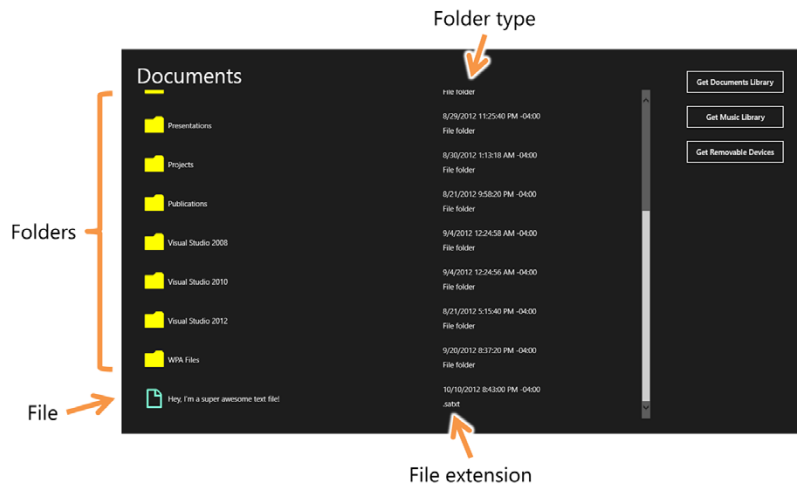 Folder type
Documents
File folder
Get Documents Library
Presentations
8/29/2012 11:25:40 PM -04:00
File folder
Get Music Library
Projects
8/30/2012 1:13:18 AM -04:00
File folder
Get Removable Devices
Publications
8/21/2012 9:58:20 PM -04:00
File folder
Folders
Visual Studio 2008
9/4/2012 12:24:58 AM -04:00
File folder
Visual Studio 2010
9/4/2012 12:24:56 AM -04:00
File folder
Visual Studio 2012
8/21/2012 5:15:40 PM -04:00
File folder
WPA Files
9/20/2012 8:37:20 PM -04:00
File folder
File
Hey, I'm a super awesome text file!
10/10/2012 8:43:00 PM -04:00
.satxt
File extension